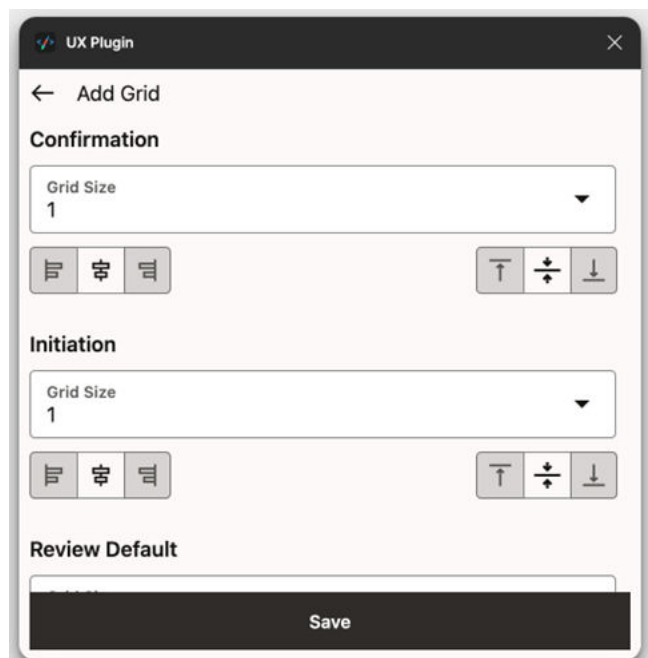 UX Plugin
Add Grid
Confirmation
Grid Size
1
Initiation
Grid Size
1
Review Default
Save